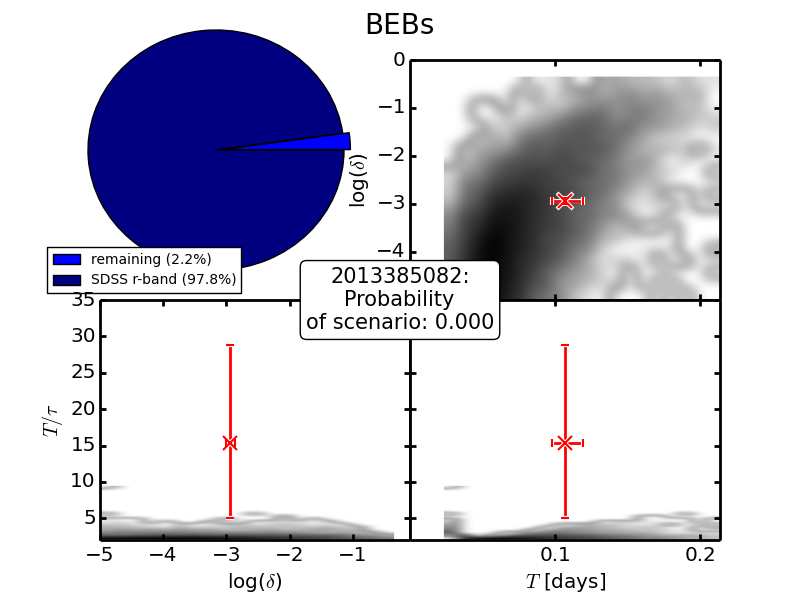 BEBs
remaining (2.2%)
SDSS r-band (97.8%)
log(δ)
0
−1
−2
−3
−4
2013385082:
Probability
of scenario: 0.000
T/τ
35
30
25
20
15
10
5
−5
−4
−3
−2
−1
log(δ)
0.1
0.2
T [days]